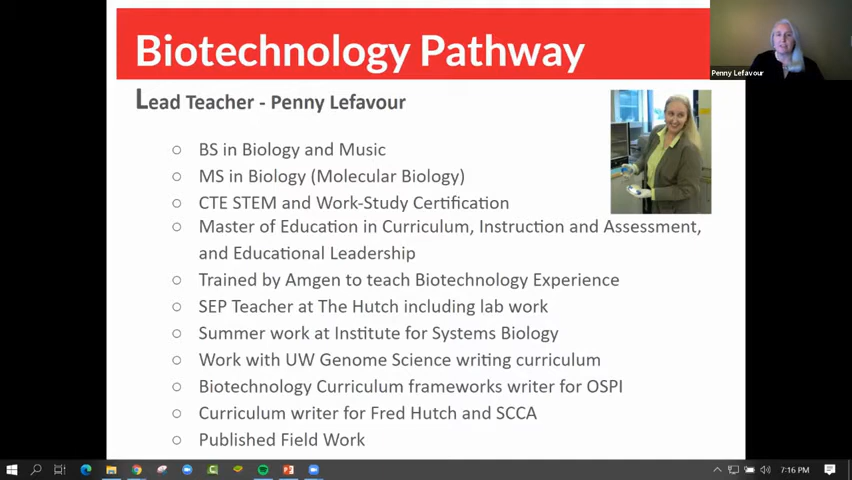 Biotechnology Pathway
Penny Lefavour
Lead Teacher - Penny Lefavour
BS in Biology and Music
MS in Biology (Molecular Biology)
CTE STEM and Work-Study Certification
Master of Education in Curriculum, Instruction and Assessment,
and Educational Leadership
Trained by Amgen to teach Biotechnology Experience
SEP Teacher at The Hutch including lab work
Summer work at Institute for Systems Biology
Work with UW Genome Science writing curriculum
Biotechnology Curriculum frameworks writer for OSPI
Curriculum writer for Fred Hutch and SCCA
Published Field Work
7:16 PM